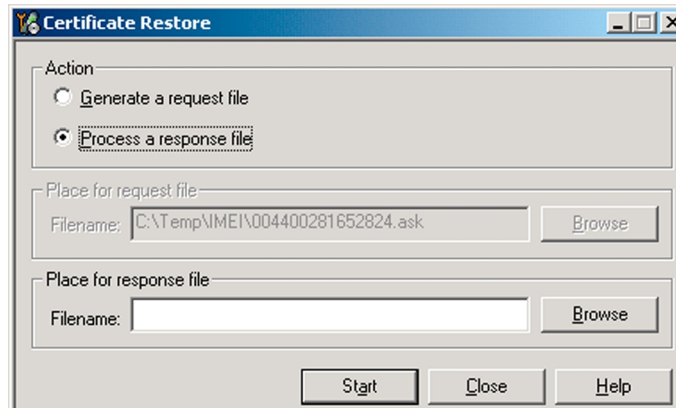 Certificate Restore
Action
Generate a request file
Process a response file
Place for request file
Filename: C:\Temp\IMEI\004400281652824.ask Browse
Place for response file
Filename: Browse
Start Close Help